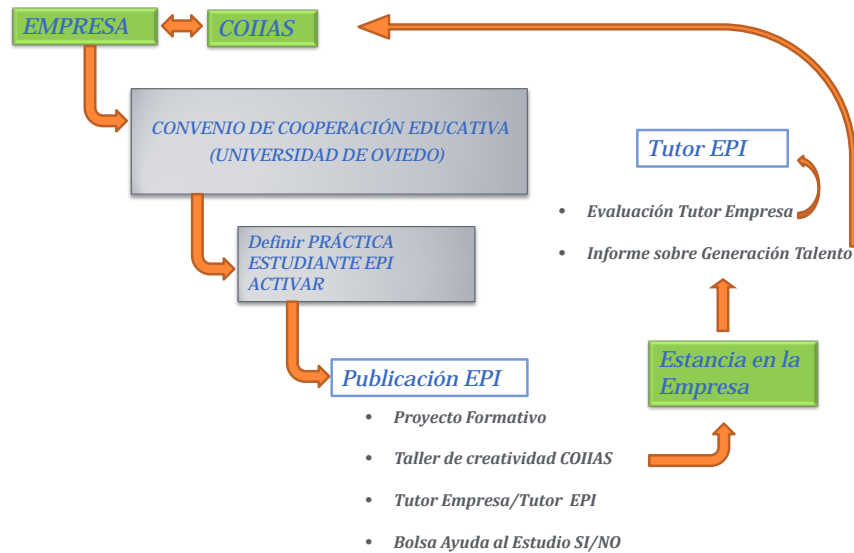 EMPRESA
COIIAS
CONVENIO DE COOPERACIÓN EDUCATIVA
(UNIVERSIDAD DE OVIEDO)
Definir PRÁCTICA
ESTUDIANTE EPI
ACTIVAR
Publicación EPI
• Proyecto Formativo
• Taller de creatividad COIIAS
• Tutor Empresa/Tutor EPI
• Bolsa Ayuda al Estudio SI/NO
Estancia en la
Empresa
Tutor EPI
• Evaluación Tutor Empresa
• Informe sobre Generación Talento